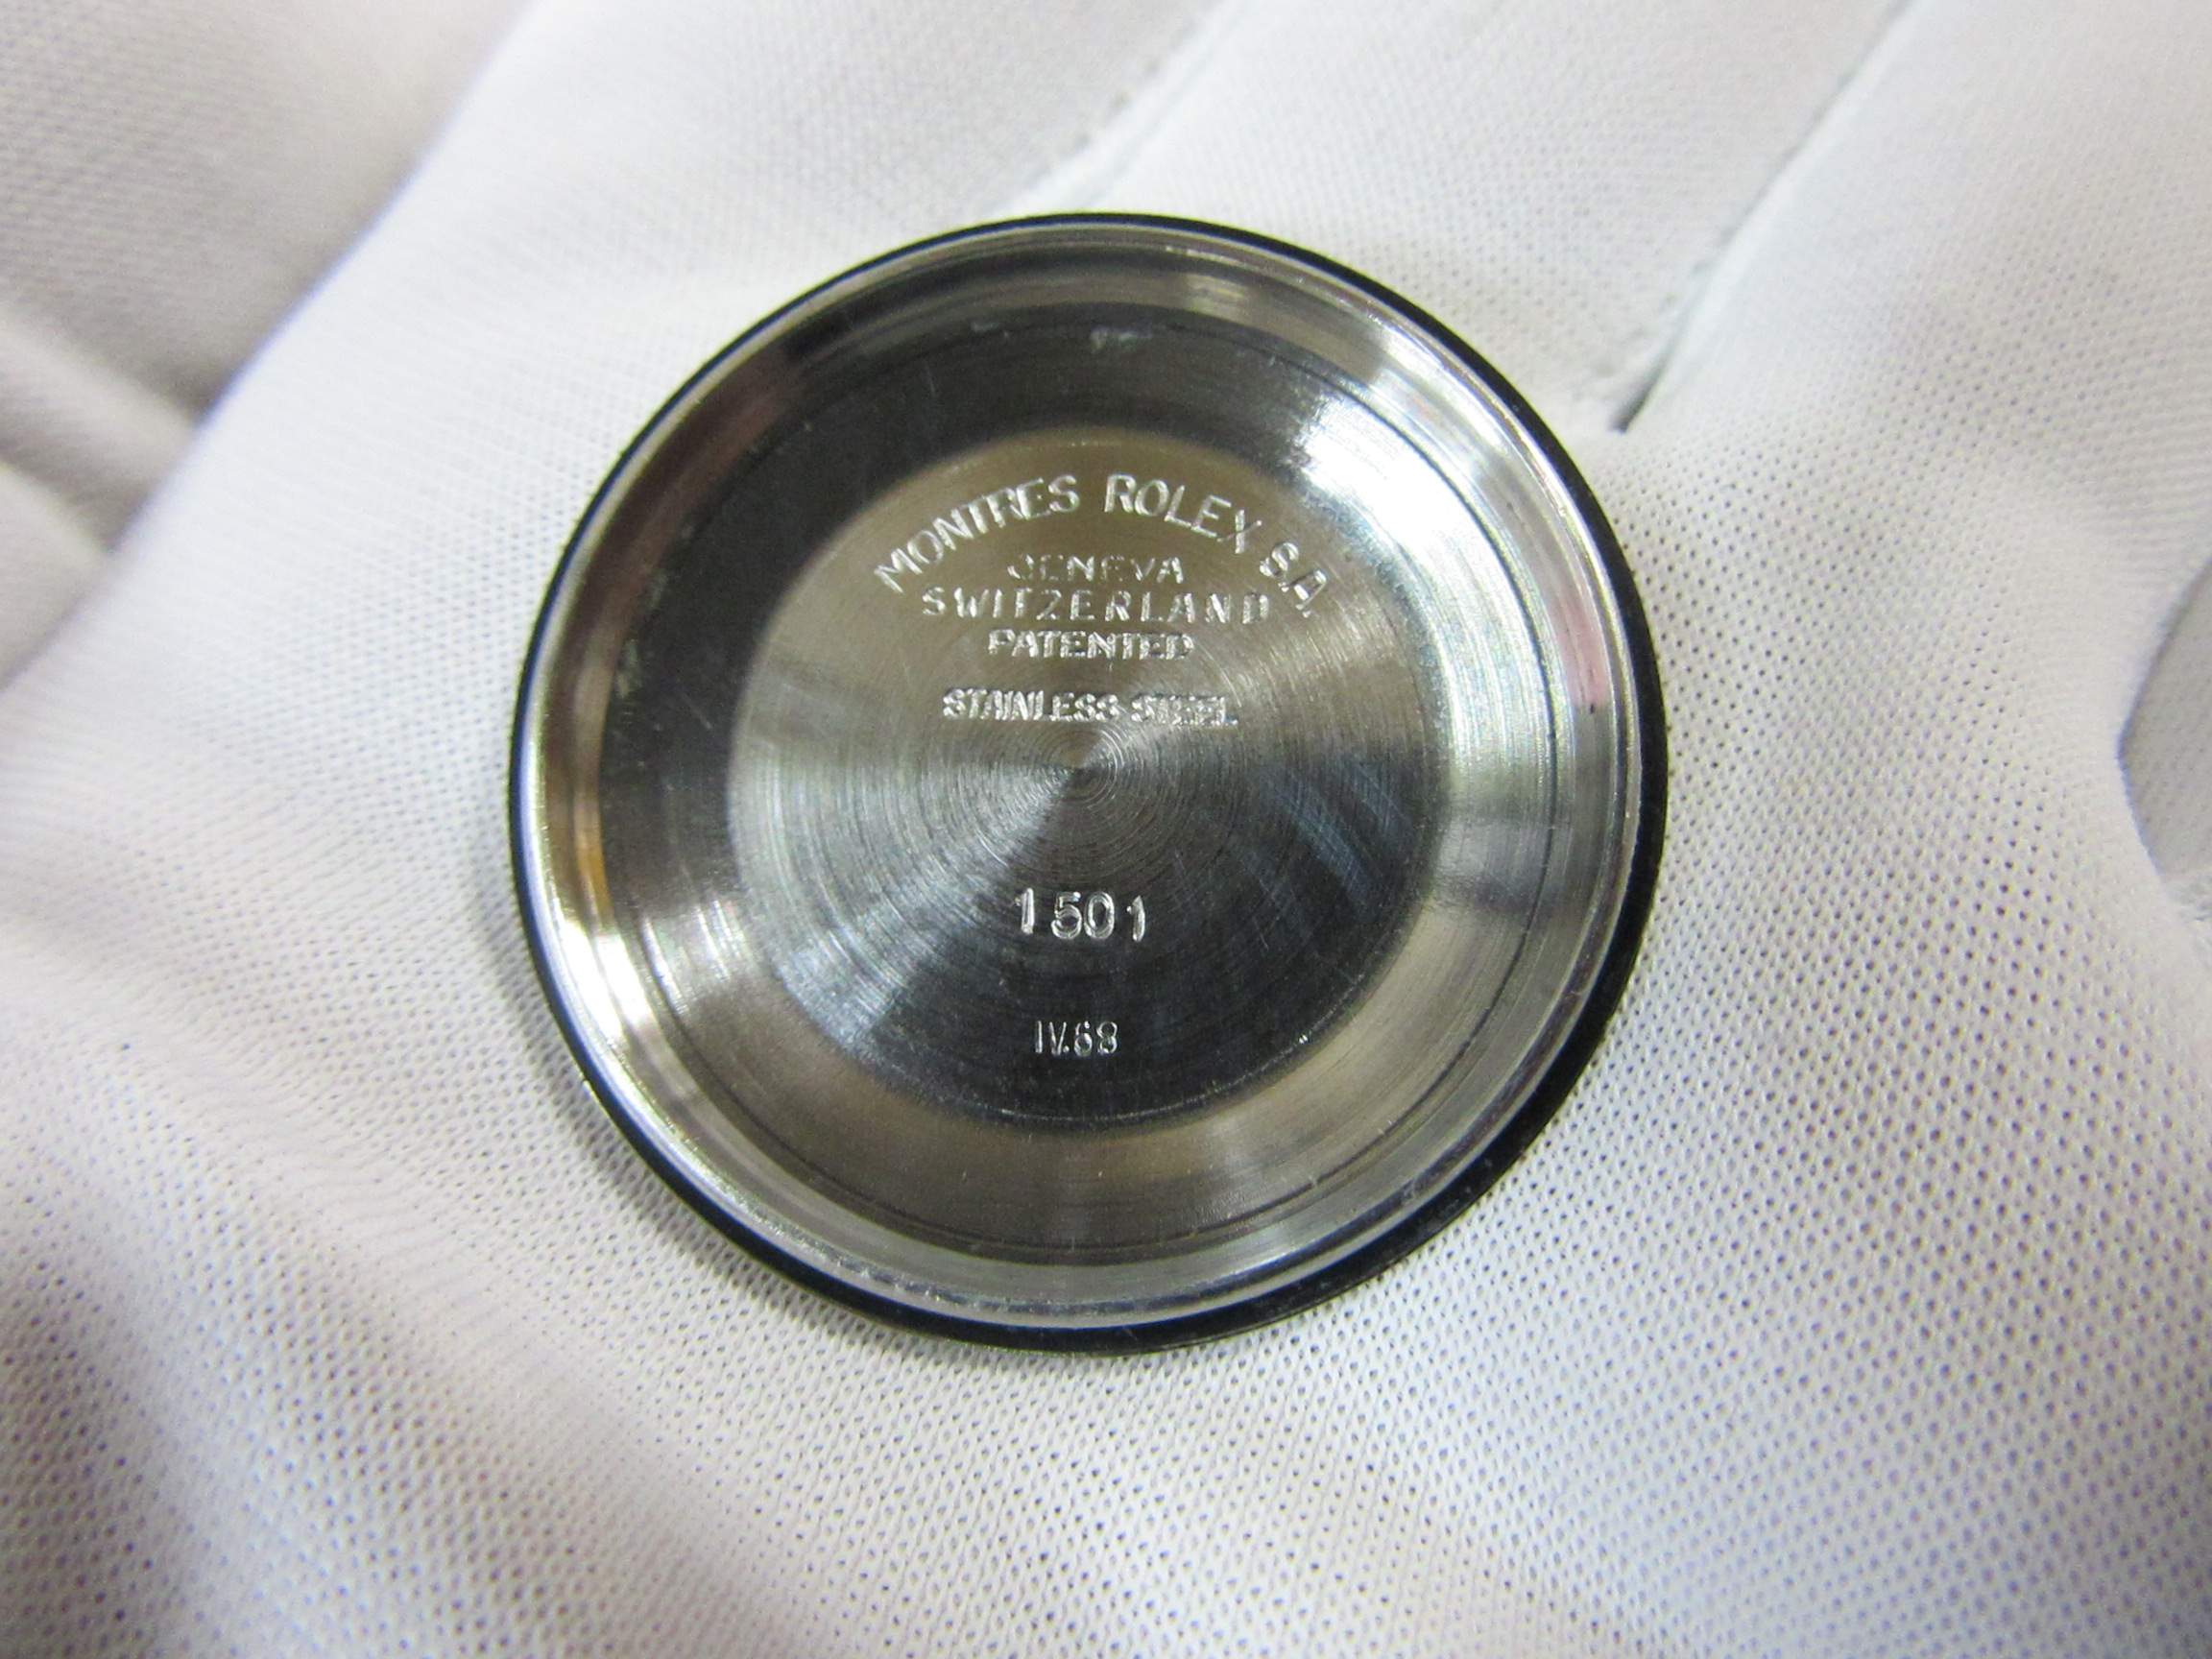 MONTRES ROLEX S.A.
GENEVA
SWITZERLAND
PATENTED
STAINLESS STEEL
1501
IV.68